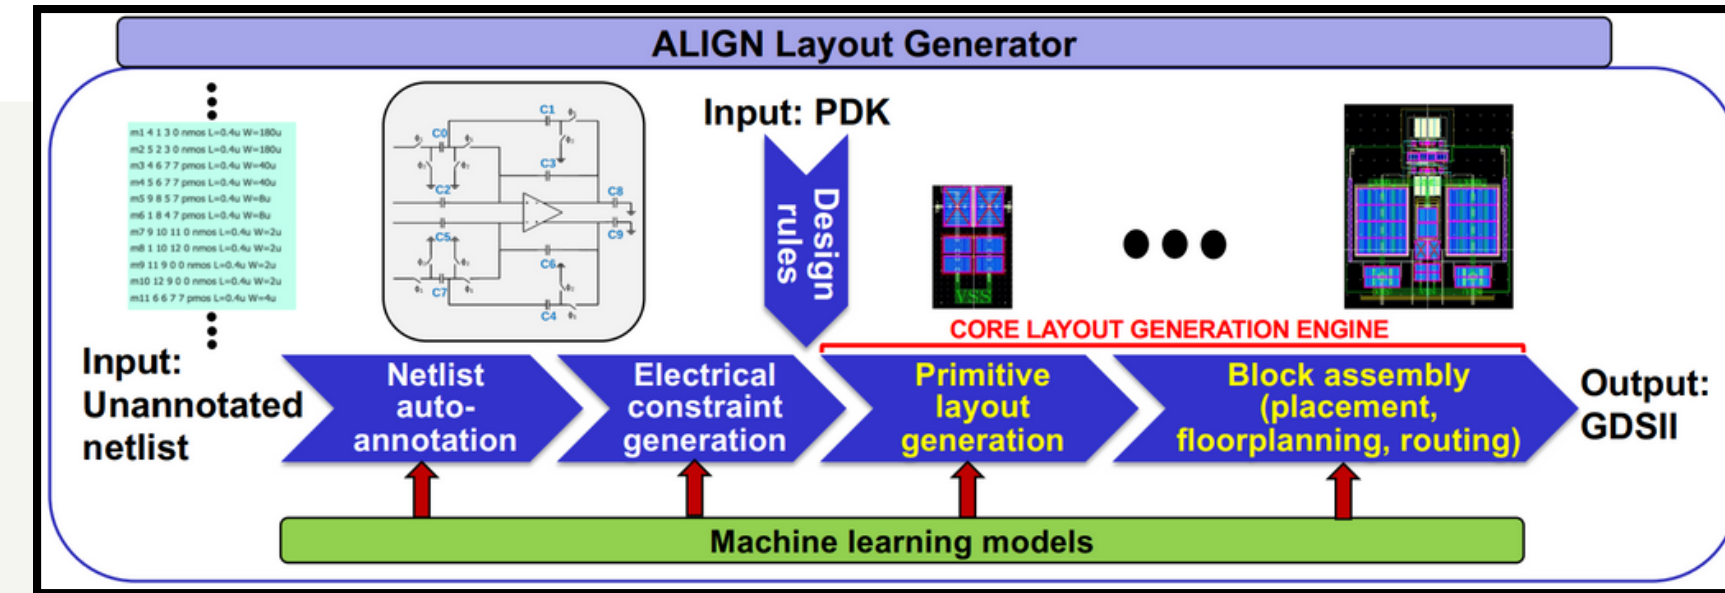 ALIGN Layout Generator
m1 4 1 3 0 nmos L=0.4u W=180u
m2 5 2 3 0 nmos L=0.4u W=180u
m3 4 6 7 7 pmos L=0.4u W=40u
m4 5 6 7 7 pmos L=0.4u W=40u
m5 9 8 5 7 pmos L=0.4u W=8u
m6 1 8 4 7 pmos L=0.4u W=8u
m7 9 10 11 0 nmos L=0.4u W=2u
m8 1 10 12 0 nmos L=0.4u W=2u
m9 11 9 0 0 nmos L=0.4u W=2u
m10 12 9 0 0 nmos L=0.4u W=2u
m11 6 6 7 7 pmos L=0.4u W=4u
C1
C0
C3
C2
C8
C9
C5
C6
C7
C4
Input: PDK
Design
rules
VSS
CORE LAYOUT GENERATION ENGINE
Input:
Unannotated
netlist
Netlist
auto-
annotation
Electrical
constraint
generation
Primitive
layout
generation
Block assembly
(placement,
floorplanning, routing)
Output:
GDSII
Machine learning models